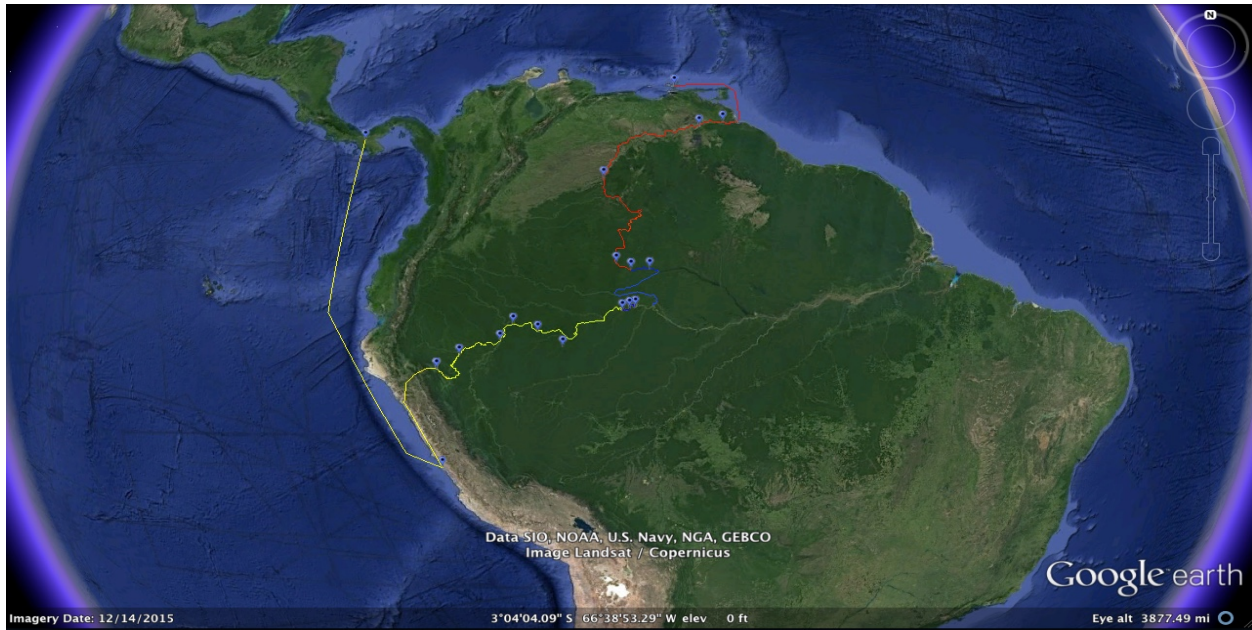 N
Data SIO, NOAA, U.S. Navy, NGA, GEBCO
Image Landsat / Copernicus
Google earth
Imagery Date: 12/14/2015 3°04'04.09" S 66°38'53.29" W elev 0 ft Eye alt 3877.49 mi